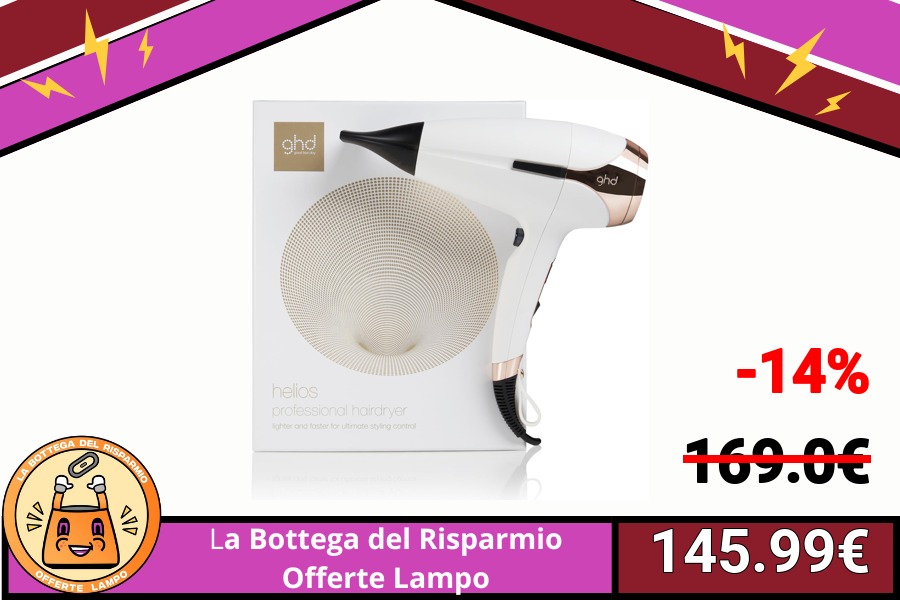 ghd
ghd
helios
professional hairdryer
lighter and faster for ultimate styling control
-14%
169.0€
LA BOTTEGA DEL RISPARMIO
OFFERTE LAMPO
La Bottega del Risparmio
Offerte Lampo
145.99€